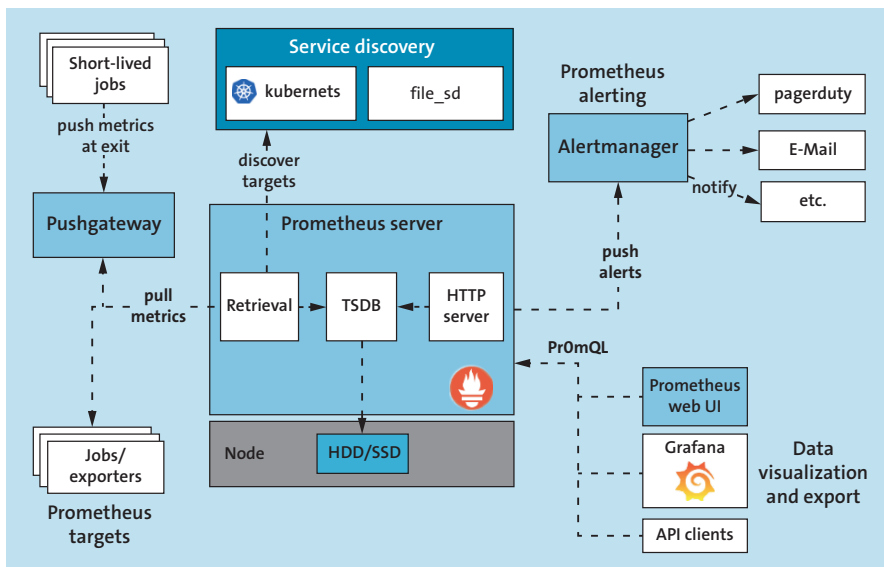 Short-lived
jobs
push metrics
at exit
Pushgateway
pull
metrics
Jobs/
exporters
Prometheus
targets
Service discovery
kubernets
file_sd
discover
targets
Prometheus server
Retrieval
TSDB
HTTP
server
Node
HDD/SSD
Prometheus
alerting
Alertmanager
pagerduty
E-Mail
notify
etc.
push
alerts
Pr0mQL
Prometheus
web UI
Grafana
API clients
Data
visualization
and export